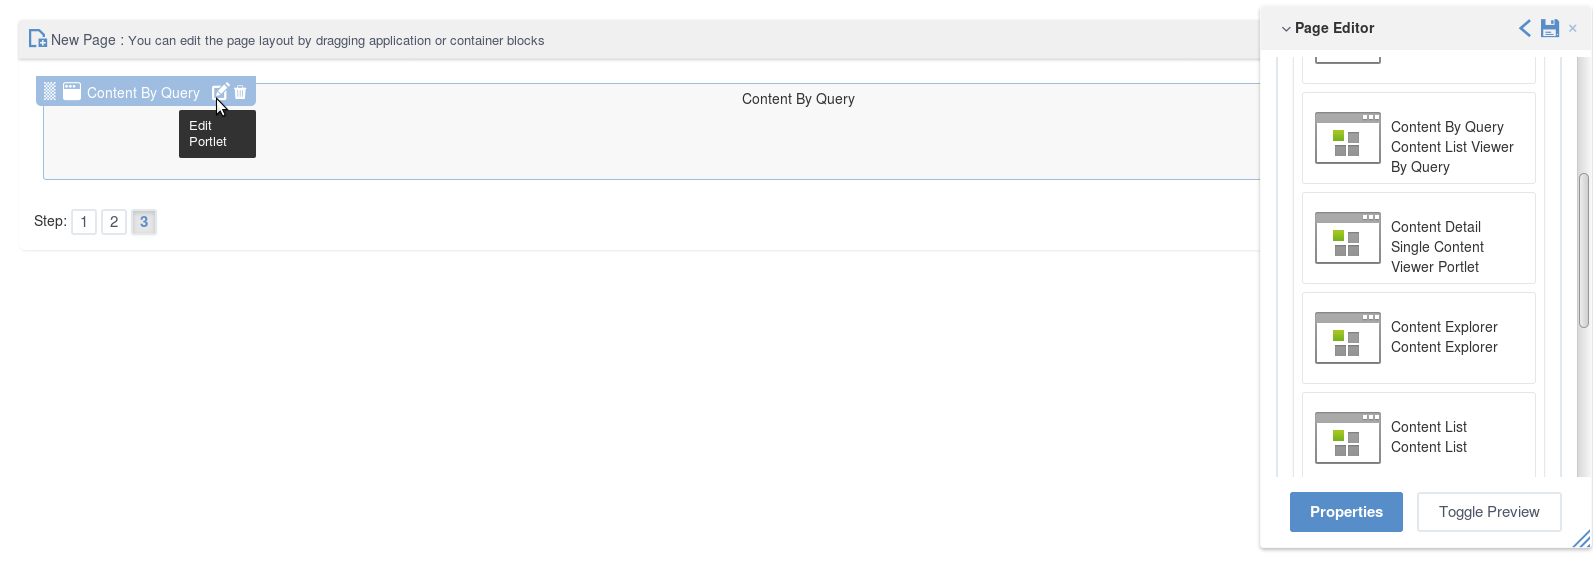 New Page : You can edit the page layout by dragging application or container blocks
Content By Query
Edit
Portlet
Content By Query
Step: 1 2 3
Page Editor
×
Content By Query
Content List Viewer
By Query
Content Detail
Single Content
Viewer Portlet
Content Explorer
Content Explorer
Content List
Content List
Properties
Toggle Preview